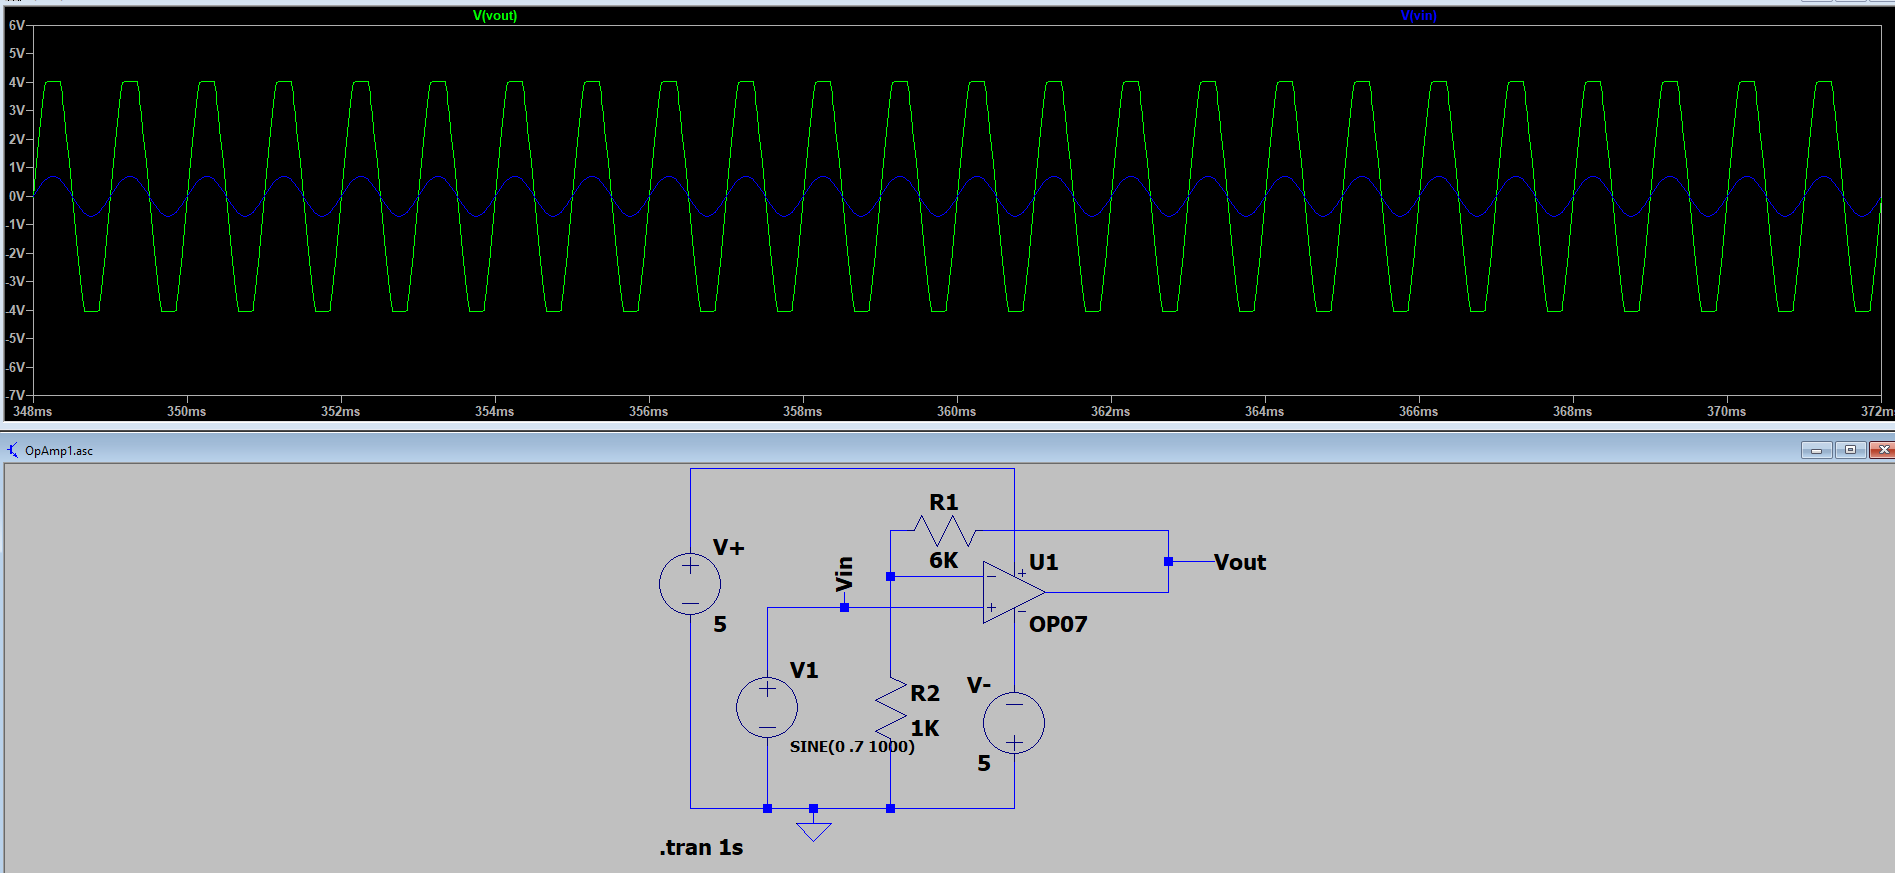 V(vout) V(vin)
6V
5V
4V
3V
2V
1V
0V
-1V
-2V
-3V
-4V
-5V
-6V
-7V
348ms 350ms 352ms 354ms 356ms 358ms 360ms 362ms 364ms 366ms 368ms 370ms 372m
OpAmp1.asc
R1
6K
V+
5
Vin
U1
OP07
Vout
V1
SINE(0 .7 1000)
R2
1K
V-
5
.tran 1s